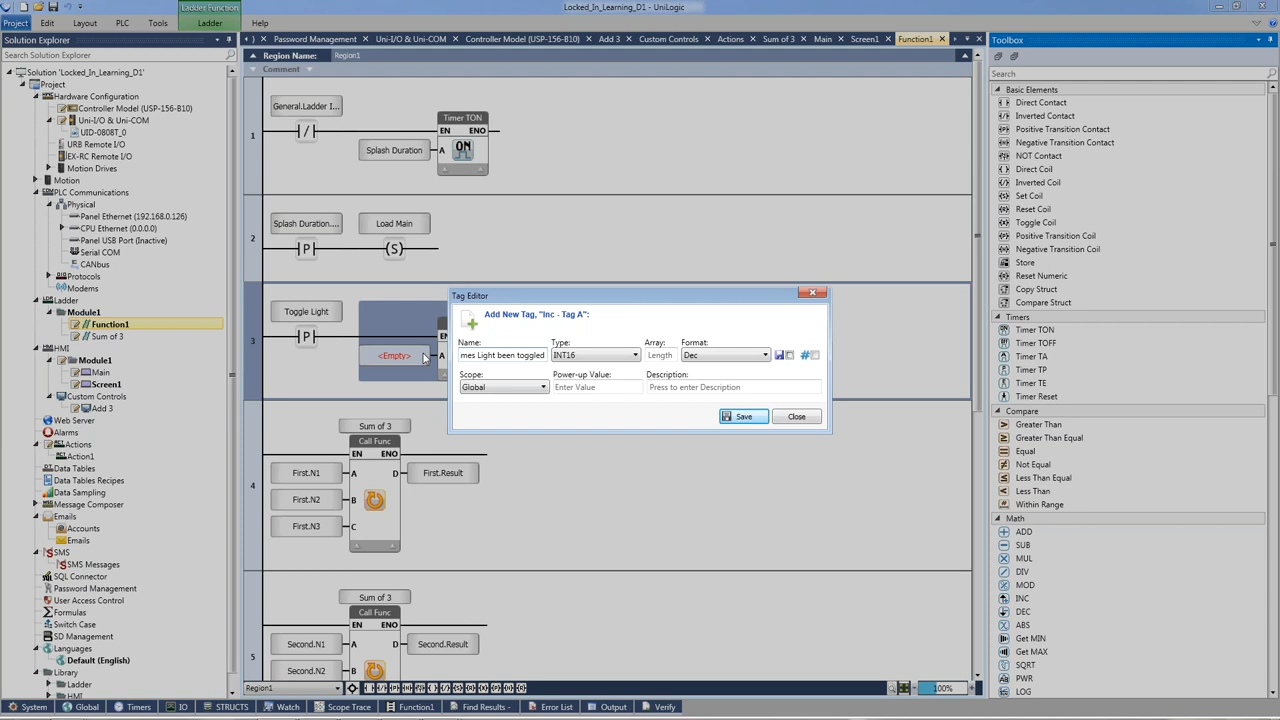 Ladder Function
Locked_In_Learning_D1* - UniLogic
Project
Edit
Layout
PLC
Tools
Ladder
Help
Solution Explorer
Search Solution Explorer
Solution 'Locked_In_Learning_D1'
Project
Hardware Configuration
Controller Model (USP-156-B10)
Uni-I/O & Uni-COM
UID-0808T_0
URB Remote I/O
EX-RC Remote I/O
Motion Drives
Motion
PLC Communications
Physical
Panel Ethernet (192.168.0.126)
CPU Ethernet (0.0.0.0)
Panel USB Port (Inactive)
Serial COM
CANbus
Protocols
Modems
Ladder
Module1
Function1
Sum of 3
HMI
Module1
Main
Screen1
Custom Controls
Add 3
Web Server
Alarms
Actions
Action1
Data Tables
Data Tables Recipes
Data Sampling
Message Composer
Emails
Accounts
Emails
SMS
SMS Messages
SQL Connector
Password Management
User Access Control
Formulas
Switch Case
SD Management
Languages
Default (English)
Library
Ladder
HMI
Password Management
Uni-I/O & Uni-COM
Controller Model (USP-156-B10)
Add 3
Custom Controls
Actions
Sum of 3
Main
Screen1
Function1
Region Name:
Region1
Comment
1
General.Ladder I...
Timer TON
EN
ENO
Splash Duration
A
ON
2
Splash Duration....
Load Main
P
S
3
Toggle Light
P
<Empty>
EN
A
Tag Editor
Add New Tag, "Inc - Tag A":
Name:
Type:
Array:
Format:
mes Light been toggled
INT16
Length
Dec
Scope:
Power-up Value:
Description:
Global
Enter Value
Press to enter Description
Save
Close
4
Sum of 3
Call Func
EN
ENO
First.N1
A
D
First.Result
First.N2
B
First.N3
C
5
Sum of 3
Call Func
EN
ENO
Second.N1
A
D
Second.Result
Second.N2
B
Region1
100%
Toolbox
Search
Basic Elements
Direct Contact
Inverted Contact
Positive Transition Contact
Negative Transition Contact
NOT Contact
Direct Coil
Inverted Coil
Set Coil
Reset Coil
Toggle Coil
Positive Transition Coil
Negative Transition Coil
Store
Reset Numeric
Copy Struct
Compare Struct
Timers
Timer TON
Timer TOFF
Timer TA
Timer TP
Timer TE
Timer Reset
Compare
Greater Than
Greater Than Equal
Equal
Not Equal
Less Than Equal
Less Than
Within Range
Math
ADD
SUB
MUL
DIV
MOD
INC
DEC
ABS
Get MIN
Get MAX
SQRT
PWR
LOG
System
Global
Timers
IO
STRUCTS
Watch
Scope Trace
Function1
Find Results -
Error List
Output
Verify